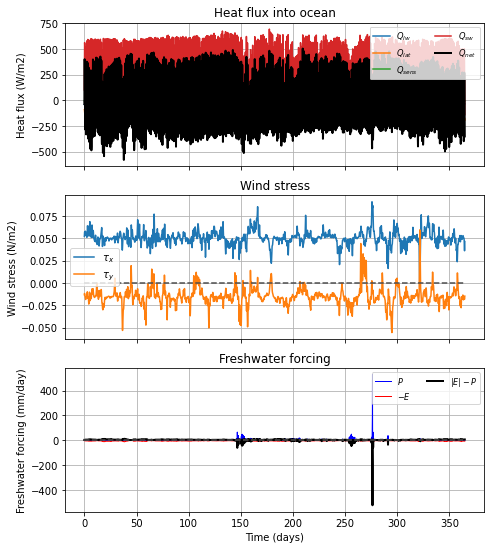 Heat flux into ocean
Heat flux (W/m2)
750
500
250
0
−250
−500
Q_lw
Q_lat
Q_sens
Q_sw
Q_net
Wind stress
Wind stress (N/m2)
0.075
0.050
0.025
0.000
−0.025
−0.050
τ_x
τ_y
Freshwater forcing
Freshwater forcing (mm/day)
400
200
0
−200
−400
P
−E
|E| − P
0
50
100
150
200
250
300
350
Time (days)